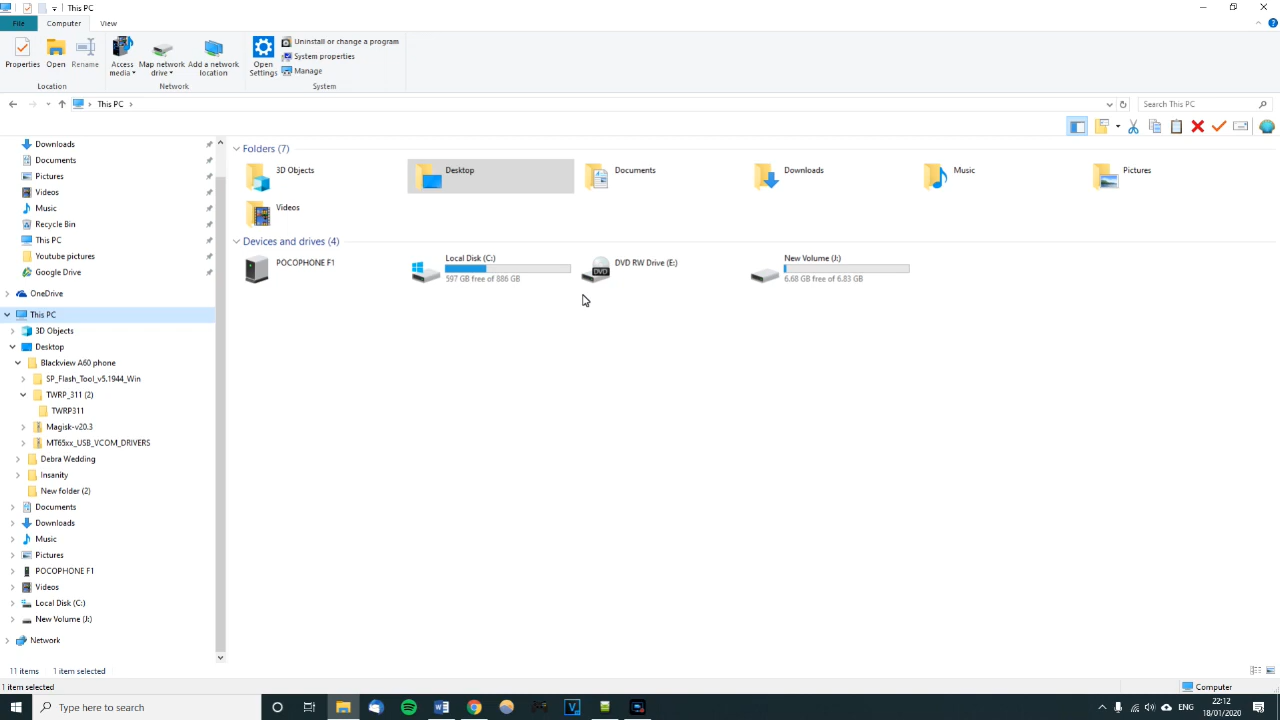 This PC
File Computer View
Properties Open Rename Access media Map network drive Add a network location Open Settings Uninstall or change a program
System properties
Manage
Location Network System
This PC
Search This PC
Downloads
Documents
Pictures
Videos
Music
Recycle Bin
This PC
Youtube pictures
Google Drive
OneDrive
This PC
3D Objects
Desktop
Blackview A60 phone
SP_Flash_Tool_v5.1944_Win
TWRP_311 (2)
TWRP311
Magisk-v20.3
MT65xx_USB_VCOM_DRIVERS
Debra Wedding
Insanity
New folder (2)
Documents
Downloads
Music
Pictures
POCOPHONE F1
Videos
Local Disk (C:)
New Volume (J:)
Network
Folders (7)
3D Objects Desktop Documents Downloads Music Pictures
Videos
Devices and drives (4)
POCOPHONE F1
Local Disk (C:)
597 GB free of 886 GB
DVD RW Drive (E:)
DVD
New Volume (J:)
6.68 GB free of 6.83 GB
11 items 1 item selected
1 item selected Computer
Type here to search
ENG
22:12
18/01/2020